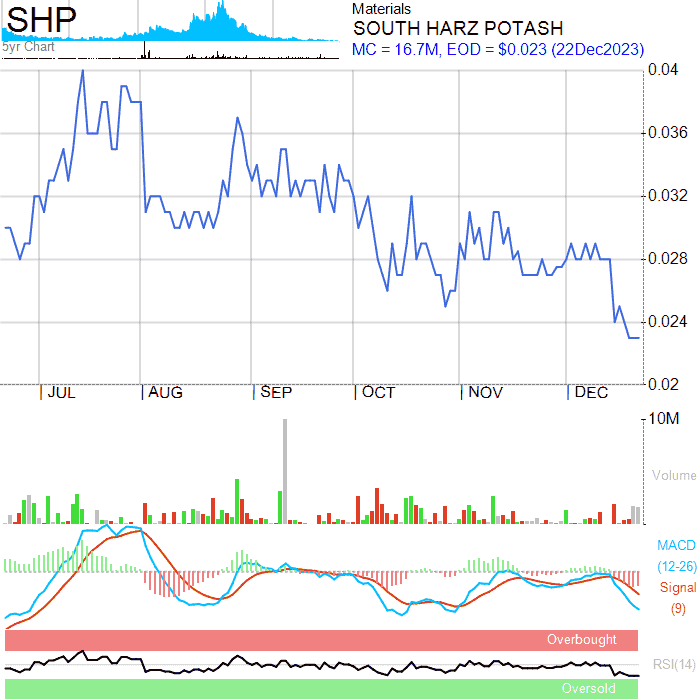 SHP
5yr Chart
Materials
SOUTH HARZ POTASH
MC = 16.7M, EOD = $0.023 (22Dec2023)
0.04
0.036
0.032
0.028
0.024
0.02
JUL AUG SEP OCT NOV DEC
10M
Volume
MACD
(12-26)
Signal
(9)
Overbought
RSI(14)
Oversold